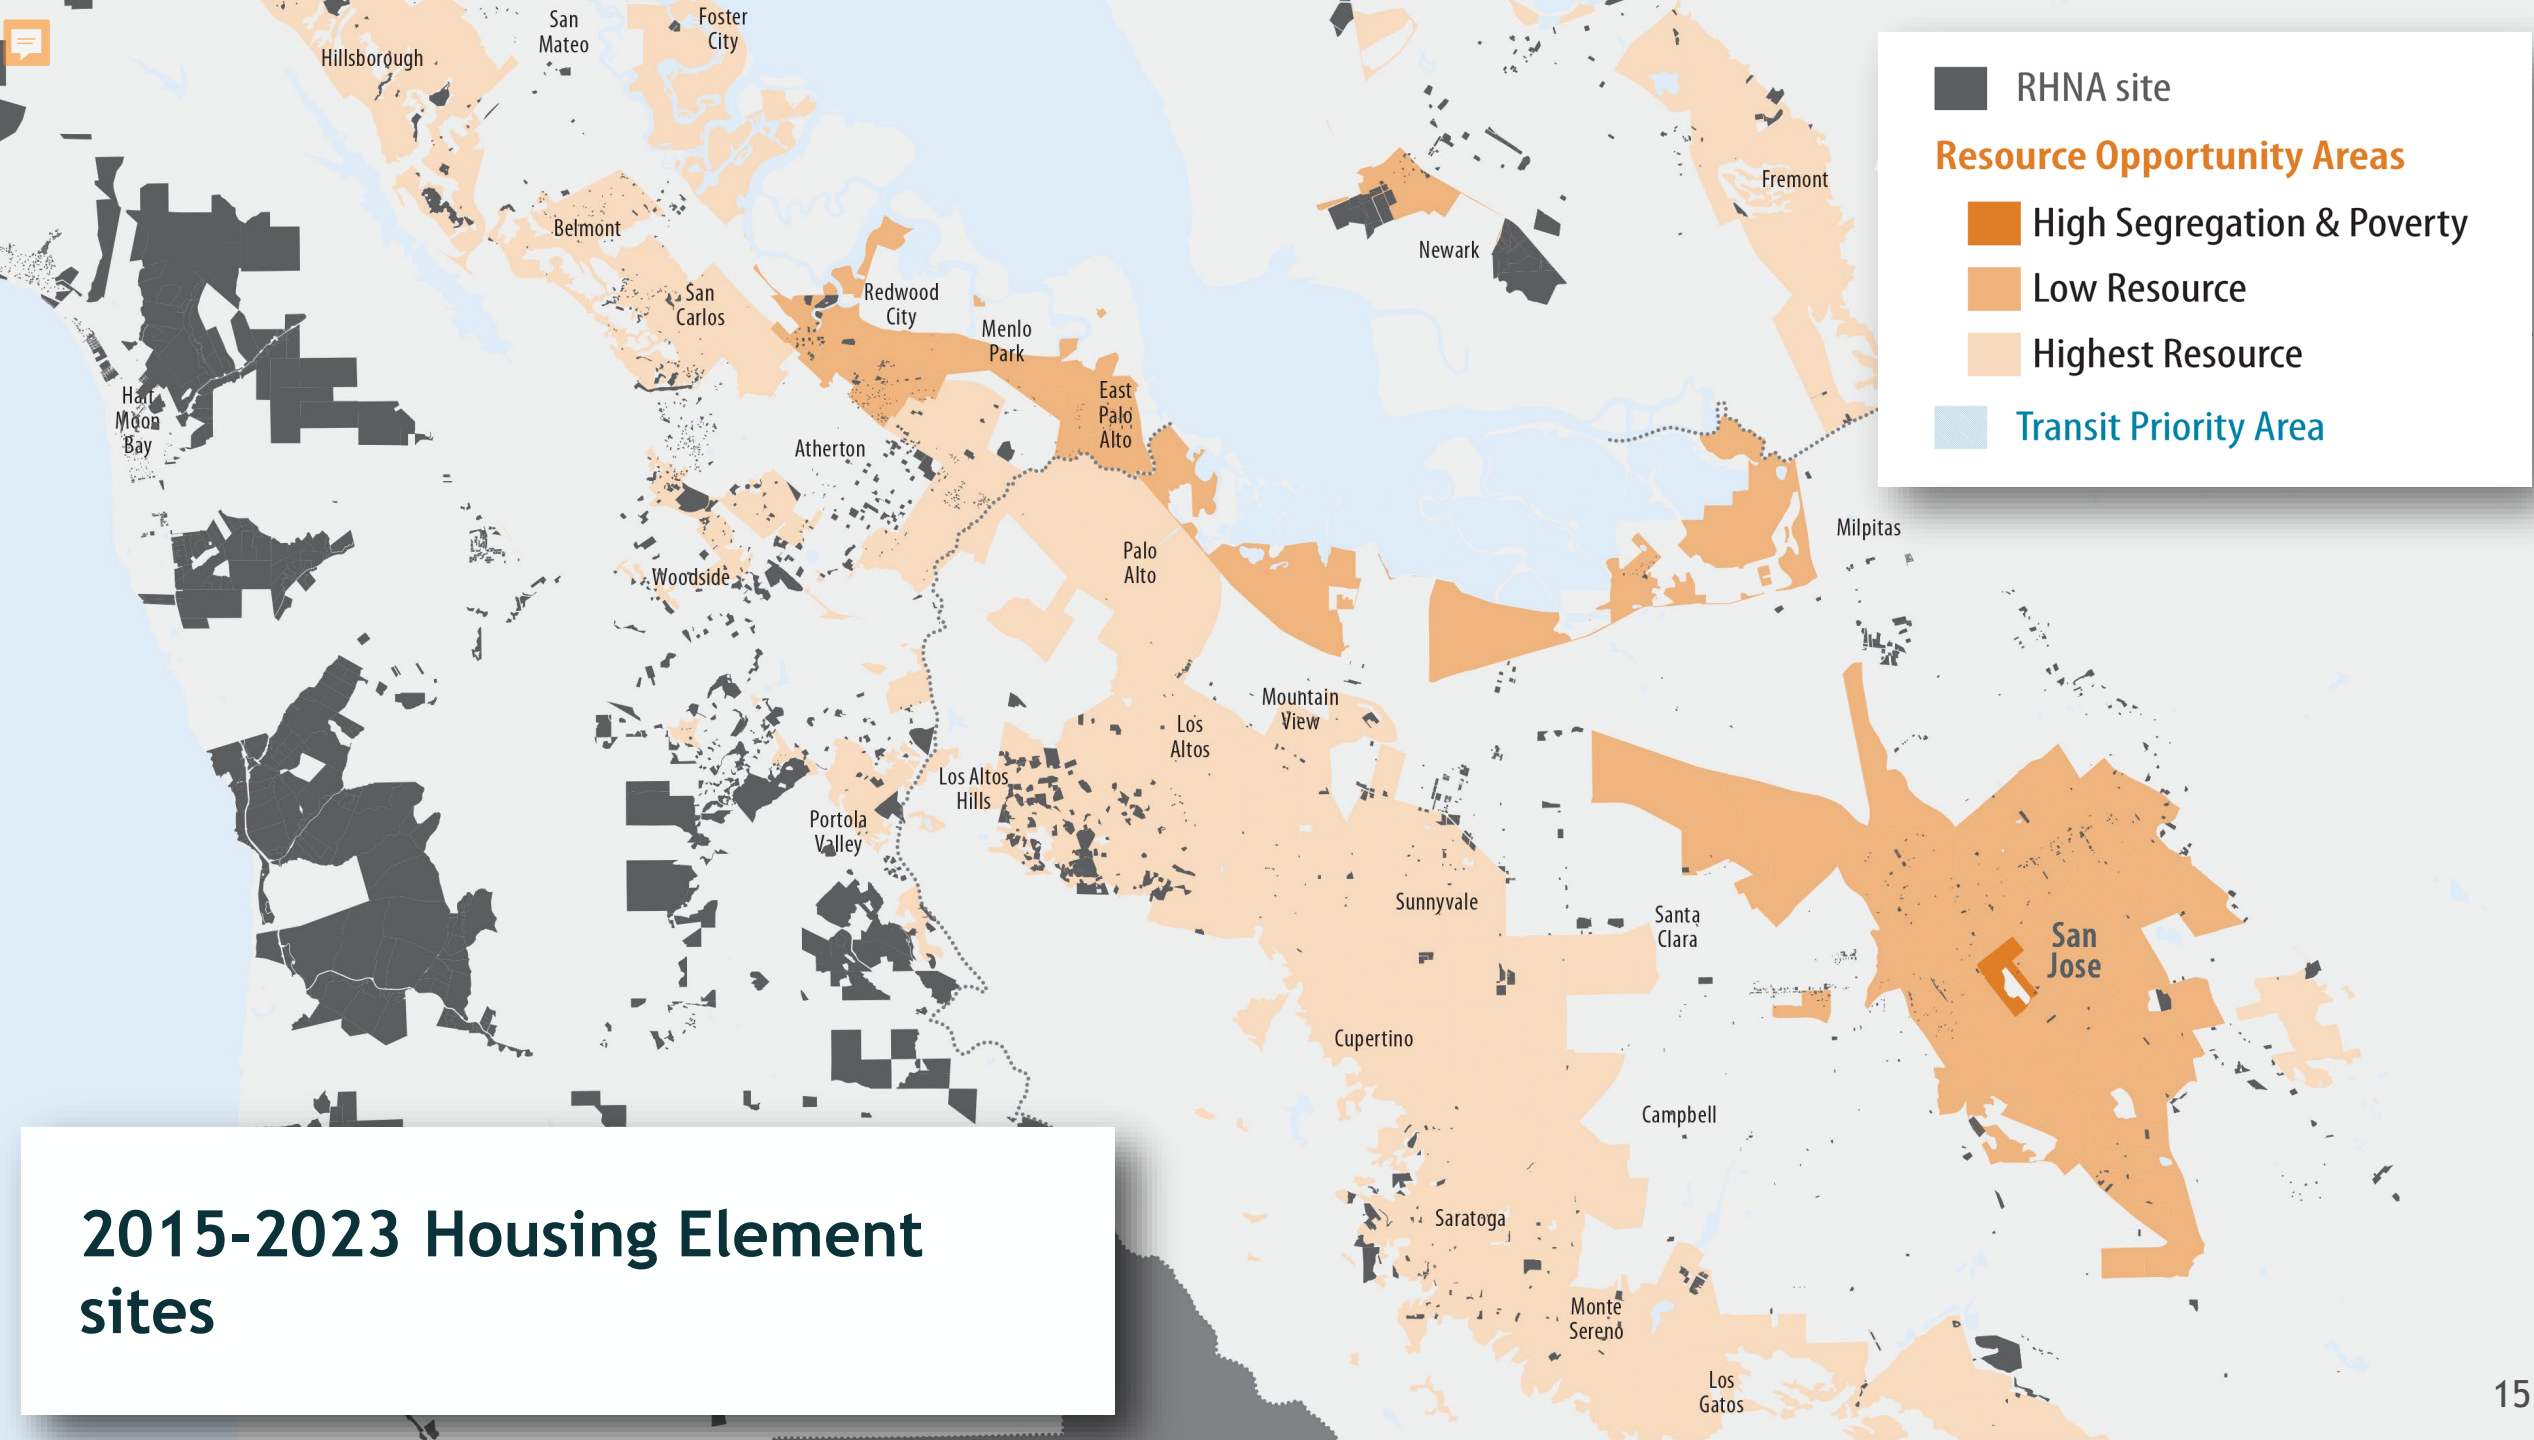 San
Mateo
Foster
City
Hillsborough
RHNA site
Resource Opportunity Areas
High Segregation & Poverty
Low Resource
Highest Resource
Transit Priority Area
Fremont
Belmont
Newark
San
Carlos
Redwood
City
Menlo
Park
East
Palo
Alto
Half
Moon
Bay
Atherton
Milpitas
Palo
Alto
Woodside
Mountain
View
Los
Altos
Los Altos
Hills
Portola
Valley
Sunnyvale
Santa
Clara
San
Jose
Cupertino
Campbell
Saratoga
Monte
Sereno
Los
Gatos
2015-2023 Housing Element
sites
15